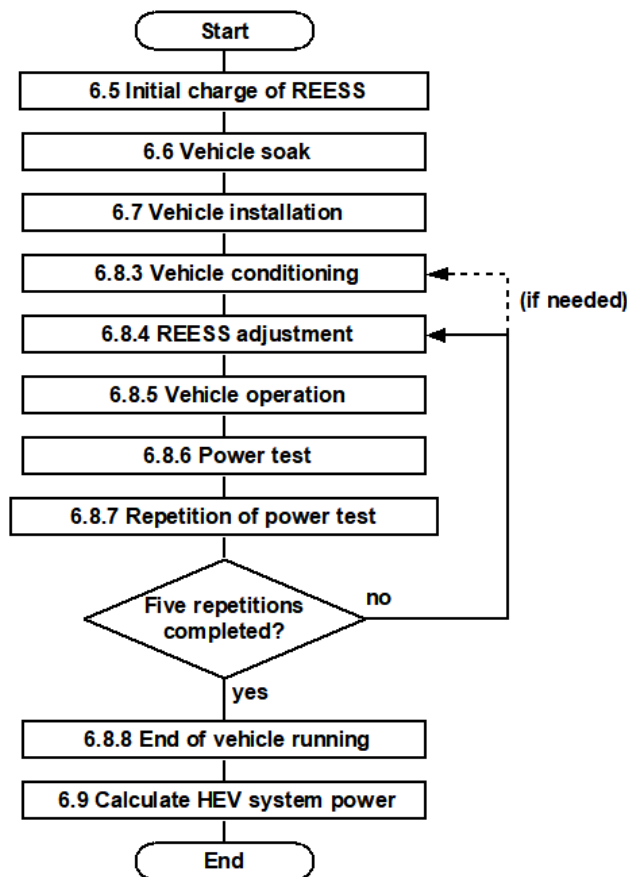 Start
6.5 Initial charge of REESS
6.6 Vehicle soak
6.7 Vehicle installation
6.8.3 Vehicle conditioning
(if needed)
6.8.4 REESS adjustment
6.8.5 Vehicle operation
6.8.6 Power test
6.8.7 Repetition of power test
Five repetitions
completed?
no
yes
6.8.8 End of vehicle running
6.9 Calculate HEV system power
End